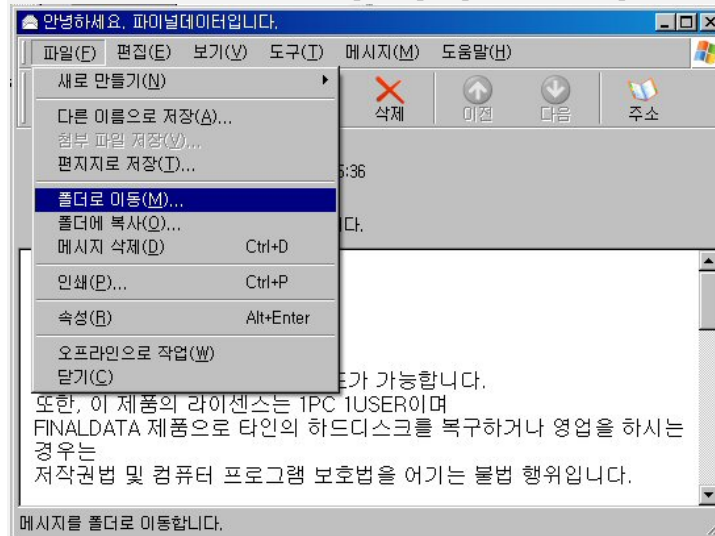 안녕하세요, 파이널데이터입니다.
파일(F) 편집(E) 보기(V) 도구(T) 메시지(M) 도움말(H)
새로 만들기(N)
다른 이름으로 저장(A)...
첨부 파일 저장(V)...
편지지로 저장(T)...
폴더로 이동(M)...
폴더에 복사(O)...
메시지 삭제(D) Ctrl+D
인쇄(P)... Ctrl+P
속성(R) Alt+Enter
오프라인으로 작업(W)
닫기(C)
삭제 이전 다음 주소
5:36
다.
가 가능합니다.
또한, 이 제품의 라이센스는 1PC 1USER이며
FINALDATA 제품으로 타인의 하드디스크를 복구하거나 영업을 하시는
경우는
저작권법 및 컴퓨터 프로그램 보호법을 어기는 불법 행위입니다.
메시지를 폴더로 이동합니다.